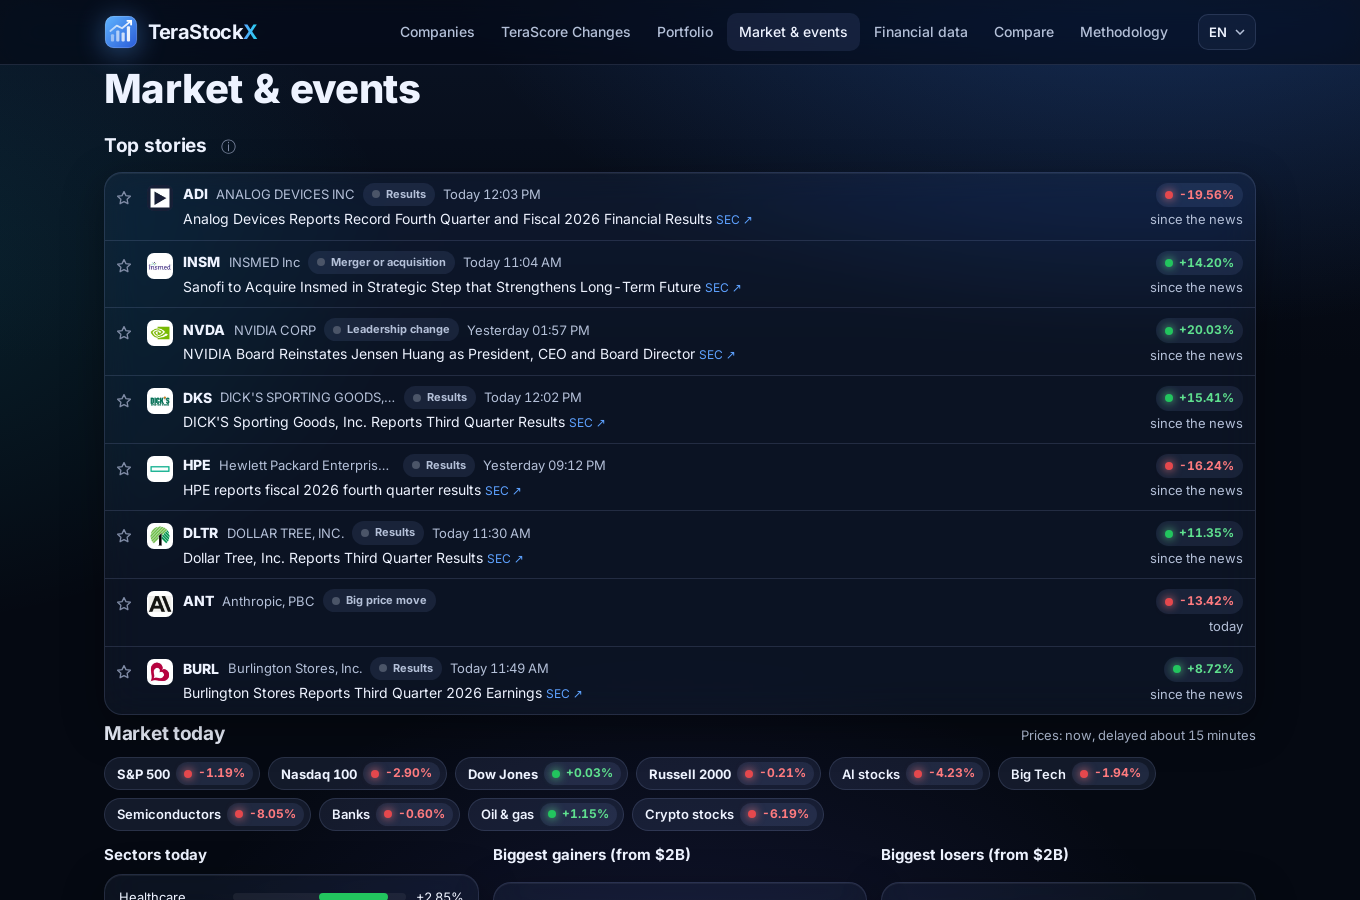 TeraStockX Companies TeraScore Changes Portfolio Market & events Financial data Compare Methodology EN
Market & events
Top stories ⓘ
ADI ANALOG DEVICES INC Results Today 12:03 PM -19.56%
Analog Devices Reports Record Fourth Quarter and Fiscal 2026 Financial Results SEC ↗ since the news
Insmed INSM INSMED Inc Merger or acquisition Today 11:04 AM +14.20%
Sanofi to Acquire Insmed in Strategic Step that Strengthens Long-Term Future SEC ↗ since the news
NVDA NVIDIA CORP Leadership change Yesterday 01:57 PM +20.03%
NVIDIA Board Reinstates Jensen Huang as President, CEO and Board Director SEC ↗ since the news
DICK'S DKS DICK'S SPORTING GOODS,... Results Today 12:02 PM +15.41%
DICK'S Sporting Goods, Inc. Reports Third Quarter Results SEC ↗ since the news
HPE Hewlett Packard Enterpris... Results Yesterday 09:12 PM -16.24%
HPE reports fiscal 2026 fourth quarter results SEC ↗ since the news
DLTR DOLLAR TREE, INC. Results Today 11:30 AM +11.35%
Dollar Tree, Inc. Reports Third Quarter Results SEC ↗ since the news
A\ ANT Anthropic, PBC Big price move -13.42%
today
BURL Burlington Stores, Inc. Results Today 11:49 AM +8.72%
Burlington Stores Reports Third Quarter 2026 Earnings SEC ↗ since the news
Market today Prices: now, delayed about 15 minutes
S&P 500 -1.19% Nasdaq 100 -2.90% Dow Jones +0.03% Russell 2000 -0.21% AI stocks -4.23% Big Tech -1.94%
Semiconductors -8.05% Banks -0.60% Oil & gas +1.15% Crypto stocks -6.19%
Sectors today Biggest gainers (from $2B) Biggest losers (from $2B)
Healthcare +2.85%